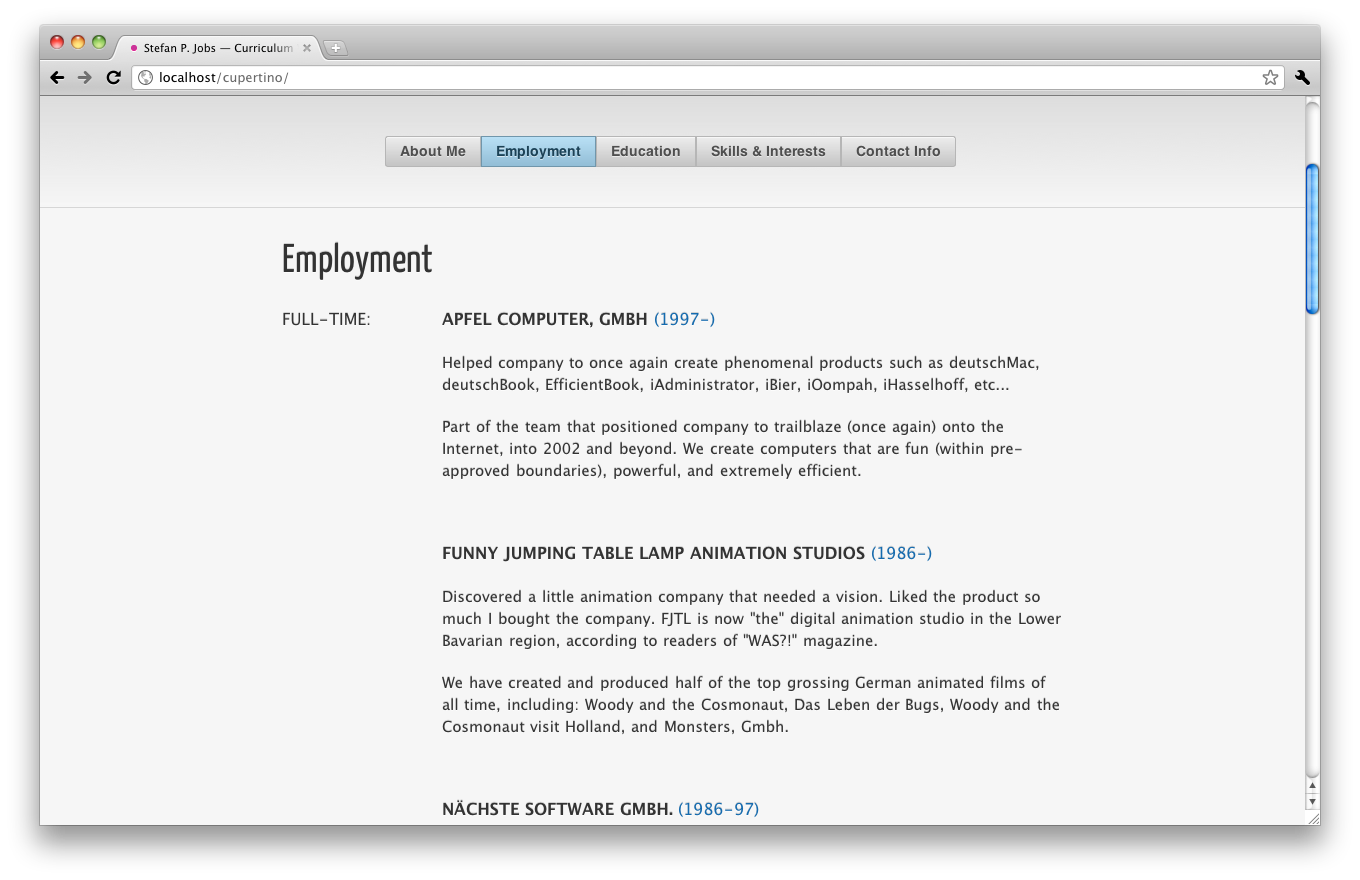 Stefan P. Jobs — Curriculum
localhost/cupertino/
About Me Employment Education Skills & Interests Contact Info
Employment
FULL-TIME: APFEL COMPUTER, GMBH (1997-)
Helped company to once again create phenomenal products such as deutschMac,
deutschBook, EfficientBook, iAdministrator, iBier, iOompah, iHasselhoff, etc...
Part of the team that positioned company to trailblaze (once again) onto the
Internet, into 2002 and beyond. We create computers that are fun (within pre-
approved boundaries), powerful, and extremely efficient.
FUNNY JUMPING TABLE LAMP ANIMATION STUDIOS (1986-)
Discovered a little animation company that needed a vision. Liked the product so
much I bought the company. FJTL is now "the" digital animation studio in the Lower
Bavarian region, according to readers of "WAS?!" magazine.
We have created and produced half of the top grossing German animated films of
all time, including: Woody and the Cosmonaut, Das Leben der Bugs, Woody and the
Cosmonaut visit Holland, and Monsters, Gmbh.
NÄCHSTE SOFTWARE GMBH. (1986-97)